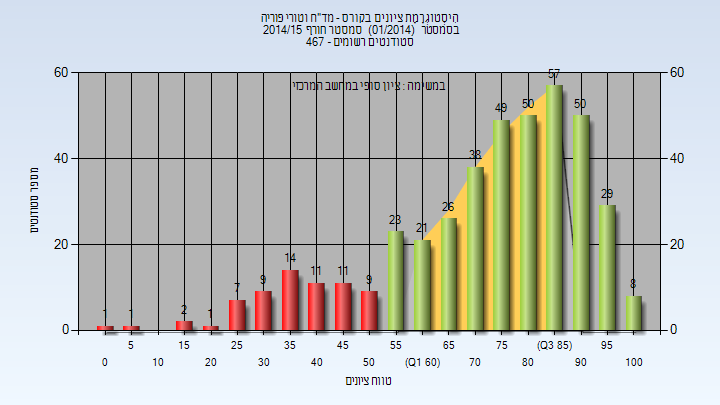 היסטוגרמת ציונים בקורס - מד"ח וטורי פוריה
בסמסטר (01/2014) סמסטר חורף 2014/15
סטודנטים רשומים - 467
במשימה : ציון סופי במחשב המרכזי
מספר סטודנטים
60 60
40 40
20 20
0 0
1 1 2 1 7 9 14 11 11 9 23 21 26 38 49 50 57 50 29 8
5 15 25 35 45 55 65 75 (Q3 85) 95
0 10 20 30 40 50 (Q1 60) 70 80 90 100
טווח ציונים